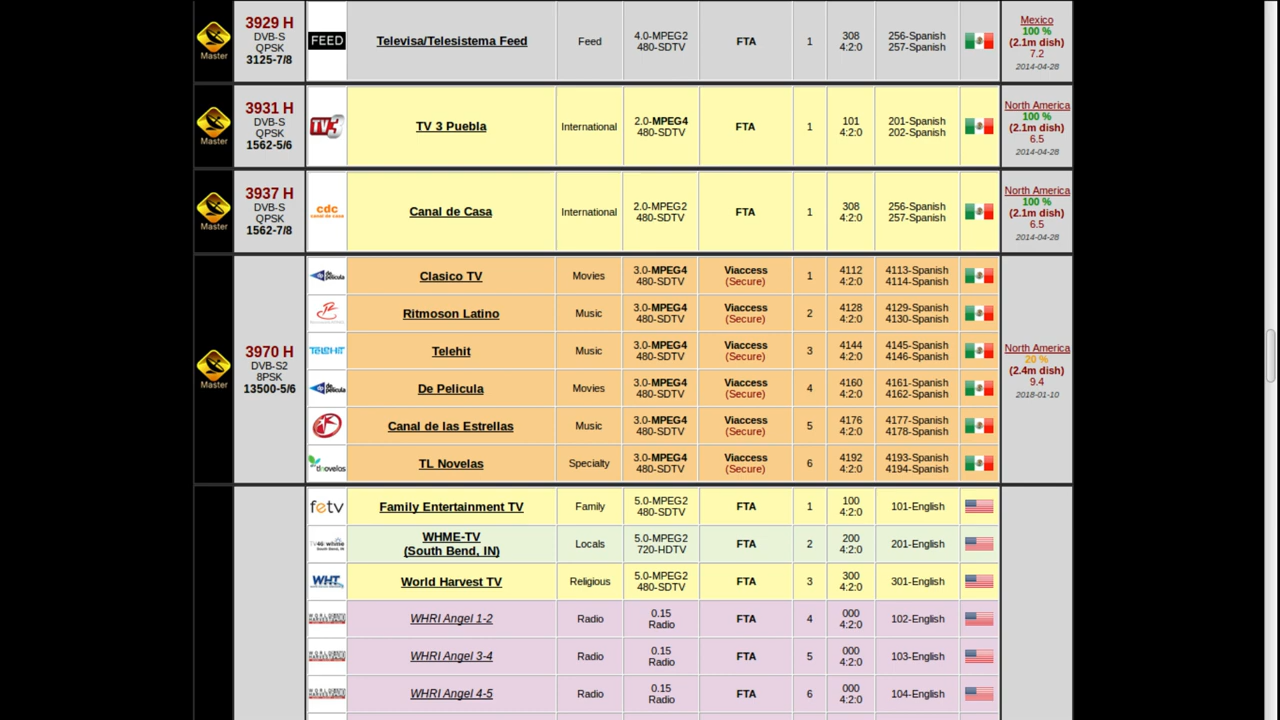 Master
3929 H
DVB-S
QPSK
3125-7/8
FEED
Televisa/Telesistema Feed
Feed
4.0-MPEG2
480-SDTV
FTA
1
308
4:2:0
256-Spanish
257-Spanish
Mexico
100 %
(2.1m dish)
7.2
2014-04-28
Master
3931 H
DVB-S
QPSK
1562-5/6
TV3
TV 3 Puebla
International
2.0-MPEG4
480-SDTV
FTA
1
101
4:2:0
201-Spanish
202-Spanish
North America
100 %
(2.1m dish)
6.5
2014-04-28
Master
3937 H
DVB-S
QPSK
1562-7/8
cdc
canal de casa
Canal de Casa
International
2.0-MPEG2
480-SDTV
FTA
1
308
4:2:0
256-Spanish
257-Spanish
North America
100 %
(2.1m dish)
6.5
2014-04-28
Master
3970 H
DVB-S2
8PSK
13500-5/6
de película
Clasico TV
Movies
3.0-MPEG4
480-SDTV
Viaccess
(Secure)
1
4112
4:2:0
4113-Spanish
4114-Spanish
Ritmoson Latino
Music
3.0-MPEG4
480-SDTV
Viaccess
(Secure)
2
4128
4:2:0
4129-Spanish
4130-Spanish
TELEHIT
Telehit
Music
3.0-MPEG4
480-SDTV
Viaccess
(Secure)
3
4144
4:2:0
4145-Spanish
4146-Spanish
de película
De Pelicula
Movies
3.0-MPEG4
480-SDTV
Viaccess
(Secure)
4
4160
4:2:0
4161-Spanish
4162-Spanish
Canal de las Estrellas
Music
3.0-MPEG4
480-SDTV
Viaccess
(Secure)
5
4176
4:2:0
4177-Spanish
4178-Spanish
tlnovelas
TL Novelas
Specialty
3.0-MPEG4
480-SDTV
Viaccess
(Secure)
6
4192
4:2:0
4193-Spanish
4194-Spanish
North America
20 %
(2.4m dish)
9.4
2018-01-10
fetv
Family Entertainment TV
Family
5.0-MPEG2
480-SDTV
FTA
1
100
4:2:0
101-English
WHME-TV
(South Bend, IN)
Locals
5.0-MPEG2
720-HDTV
FTA
2
200
4:2:0
201-English
WHT
World Harvest TV
Religious
5.0-MPEG2
480-SDTV
FTA
3
300
4:2:0
301-English
WHRI Angel 1-2
Radio
0.15
Radio
FTA
4
000
4:2:0
102-English
WHRI Angel 3-4
Radio
0.15
Radio
FTA
5
000
4:2:0
103-English
WHRI Angel 4-5
Radio
0.15
Radio
FTA
6
000
4:2:0
104-English